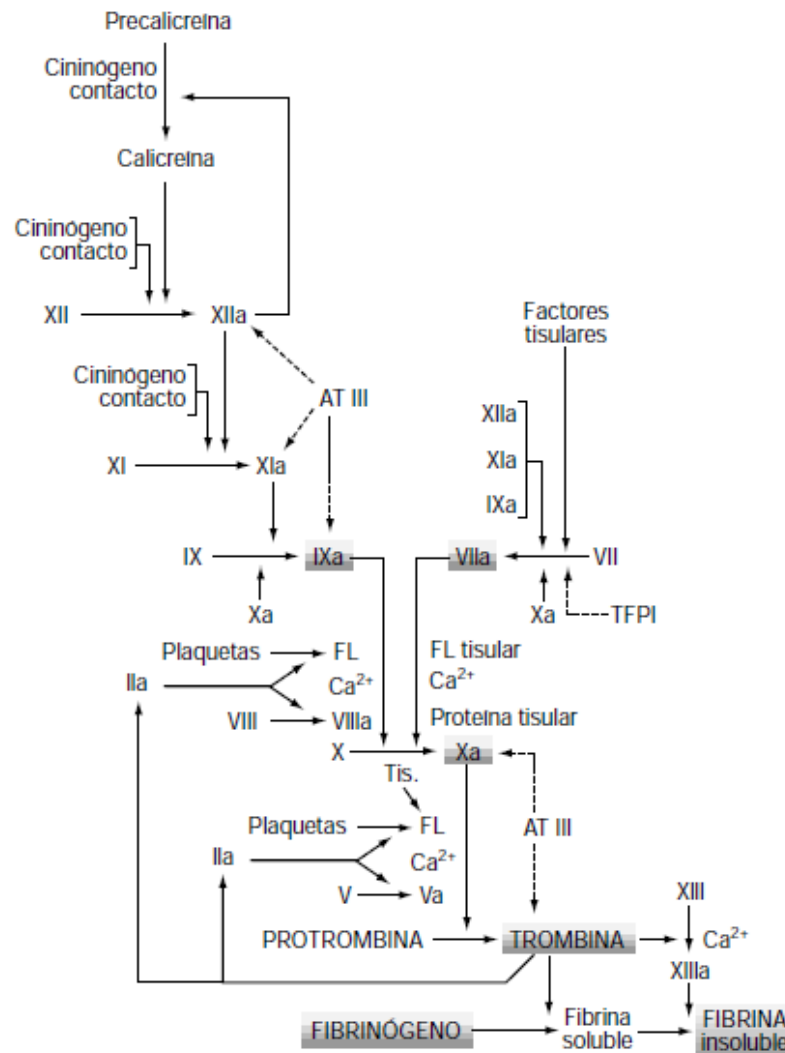 Precalicreína
Cininógeno
contacto
Calicreína
Cininógeno
contacto
XII
XIIa
Factores
tisulares
Cininógeno
contacto
AT III
XIIa
XIa
IXa
XI
XIa
IX
IXa
VIIa
VII
Xa
Xa
TFPI
Plaquetas
FL
FL tisular
IIa
Ca2+
Ca2+
VIII
VIIIa
Proteína tisular
X
Xa
Tis.
Plaquetas
FL
AT III
IIa
Ca2+
V
Va
XIII
PROTROMBINA
TROMBINA
Ca2+
XIIIa
FIBRINÓGENO
Fibrina
soluble
FIBRINA
insoluble